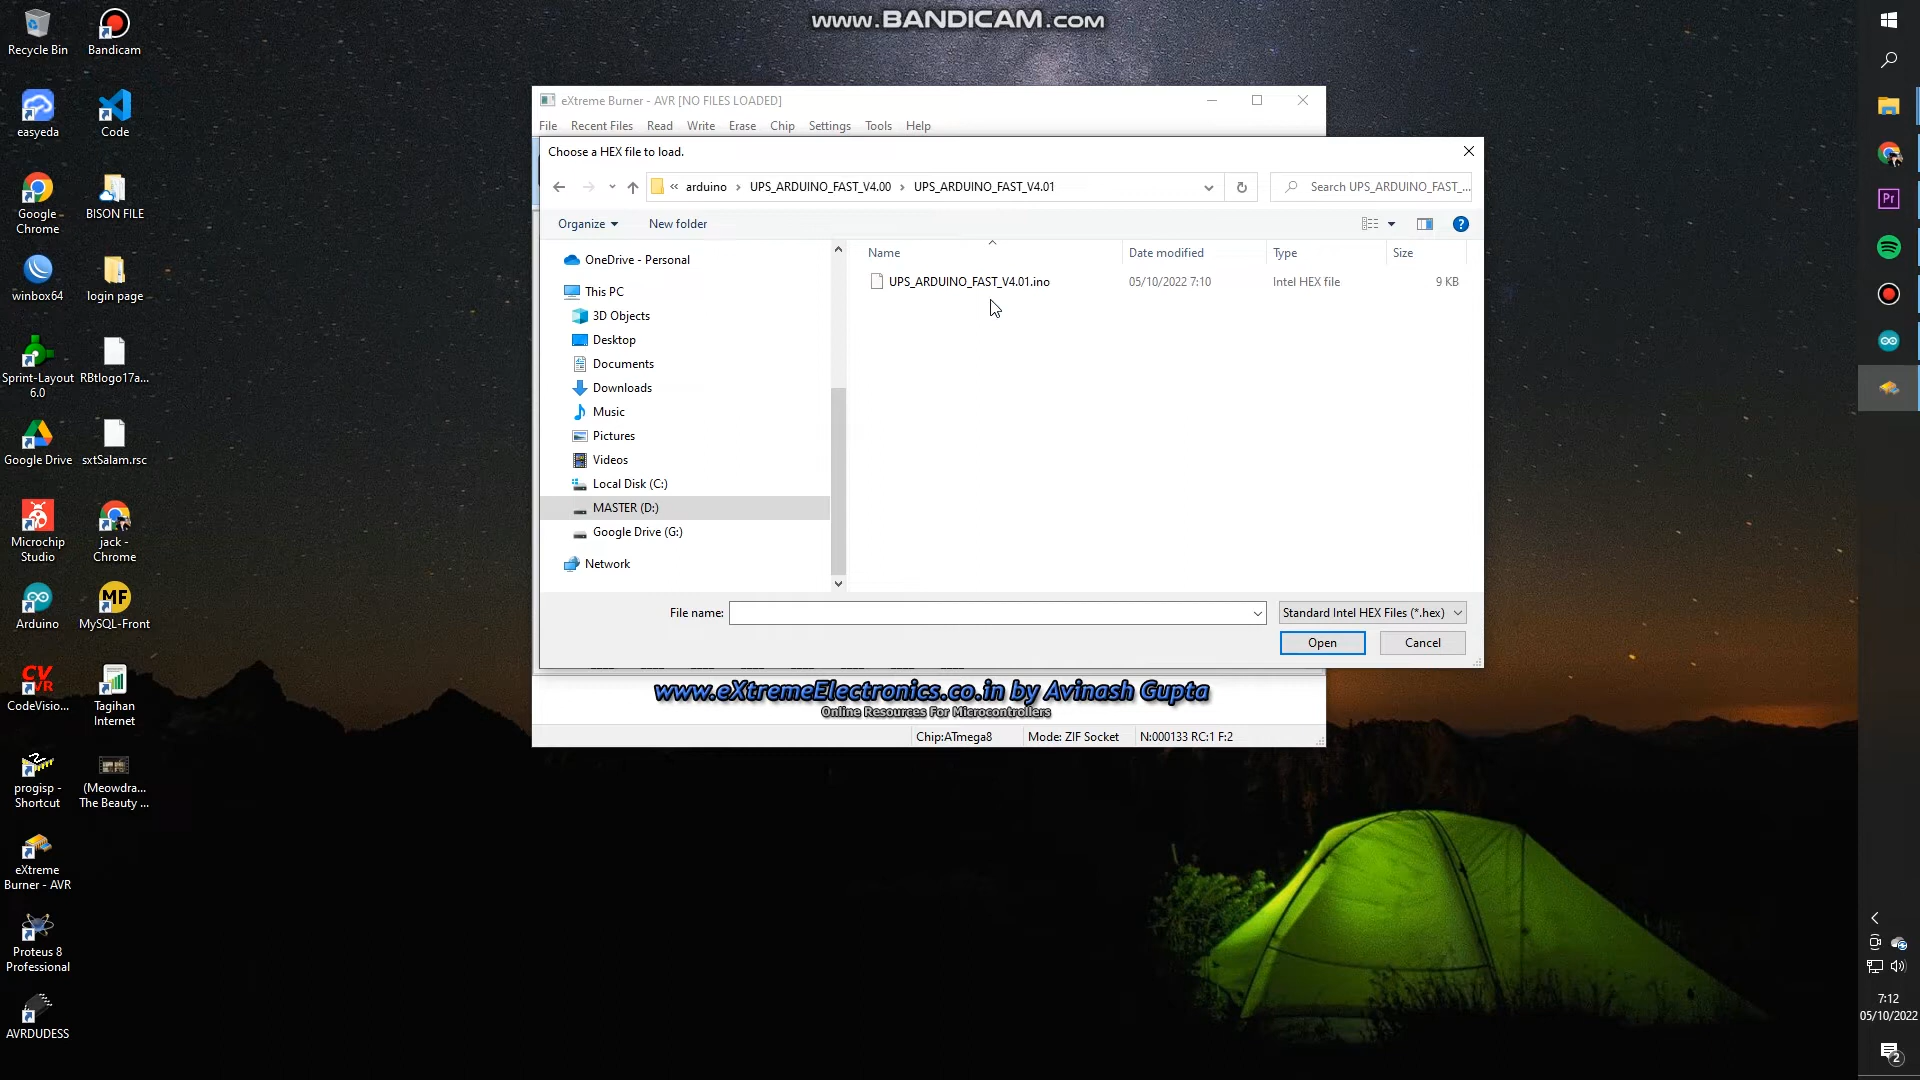 www.BANDICAM.com
Recycle Bin
Bandicam
easyeda
Code
Google Chrome
BISON FILE
winbox64
login page
Sprint-Layout 6.0
RBtlogo17a...
Google Drive
sxtSalam.rsc
Microchip Studio
jack - Chrome
Arduino
MySQL-Front
CodeVisio...
Tagihan Internet
progisp - Shortcut
(Meowdra... The Beauty ...
eXtreme Burner - AVR
Proteus 8 Professional
AVRDUDESS
eXtreme Burner - AVR [NO FILES LOADED]
File Recent Files Read Write Erase Chip Settings Tools Help
Choose a HEX file to load.
« arduino › UPS_ARDUINO_FAST_V4.00 › UPS_ARDUINO_FAST_V4.01
Search UPS_ARDUINO_FAST_...
Organize New folder
Name Date modified Type Size
UPS_ARDUINO_FAST_V4.01.ino 05/10/2022 7:10 Intel HEX file 9 KB
OneDrive - Personal
This PC
3D Objects
Desktop
Documents
Downloads
Music
Pictures
Videos
Local Disk (C:)
MASTER (D:)
Google Drive (G:)
Network
File name:
Standard Intel HEX Files (*.hex)
Open Cancel
www.eXtremeElectronics.co.in by Avinash Gupta
Online Resources For Microcontrollers
Chip:ATmega8 Mode: ZIF Socket N:000133 RC:1 F:2
Pr
7:12
05/10/2022
2